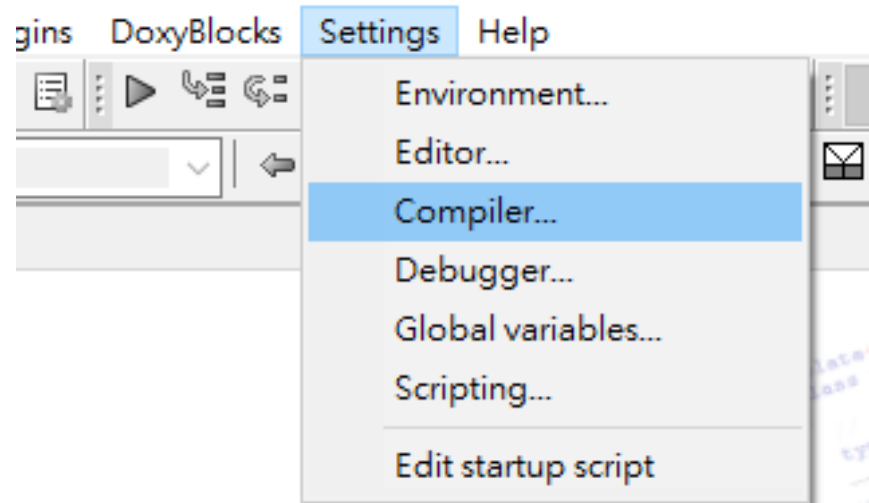 gins DoxyBlocks Settings Help
Environment...
Editor...
Compiler...
Debugger...
Global variables...
Scripting...
Edit startup script